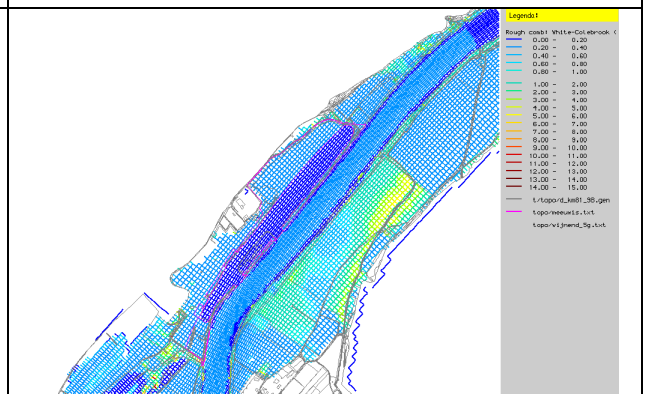 Legenda:
Rough comb: White-Colebrook (
0.00 - 0.20
0.20 - 0.40
0.40 - 0.60
0.60 - 0.80
0.80 - 1.00
1.00 - 2.00
2.00 - 3.00
3.00 - 4.00
4.00 - 5.00
5.00 - 6.00
6.00 - 7.00
7.00 - 8.00
8.00 - 9.00
9.00 - 10.00
10.00 - 11.00
11.00 - 12.00
12.00 - 13.00
13.00 - 14.00
14.00 - 15.00
t/topo/d_km81_98.gen
topo/meeuwis.txt
topo/vijnend_5g.txt